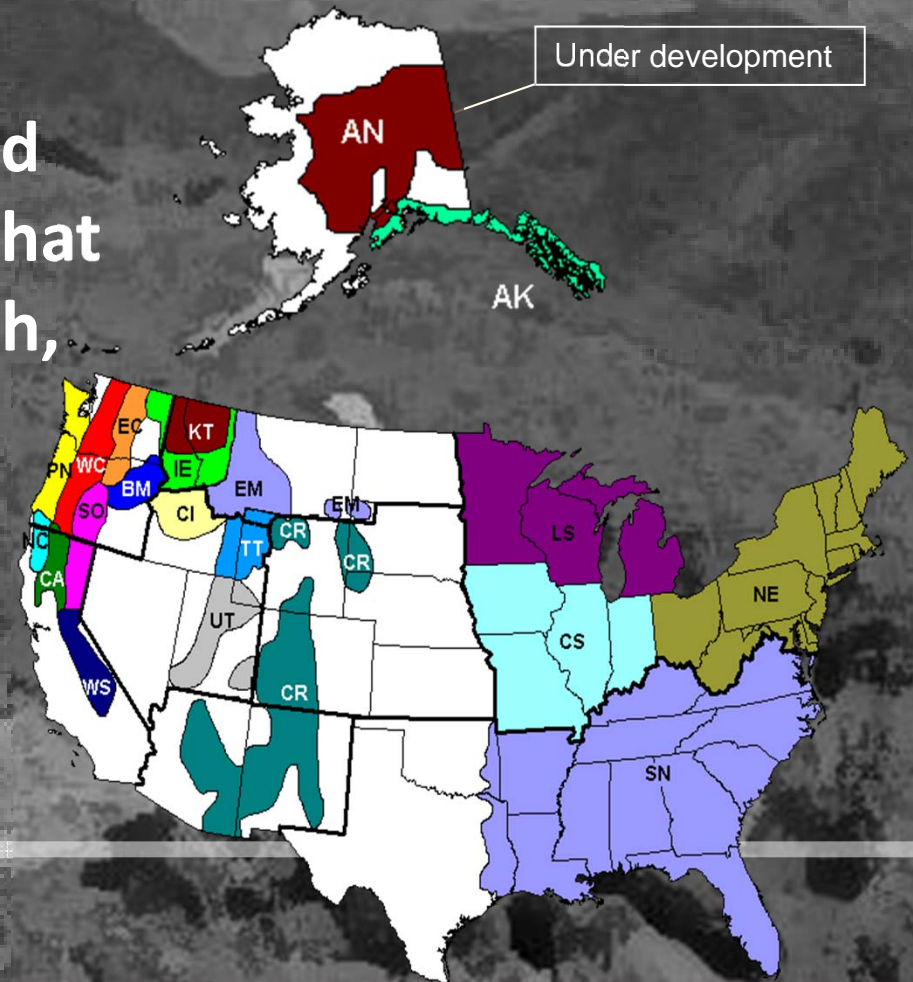 Under development
AN
d
hat
h,
AK
EC
KT
PN
WC
IE
BM
EM
EM
SO
CI
NC
TT
CR
CR
CA
UT
WS
CR
LS
NE
CS
SN